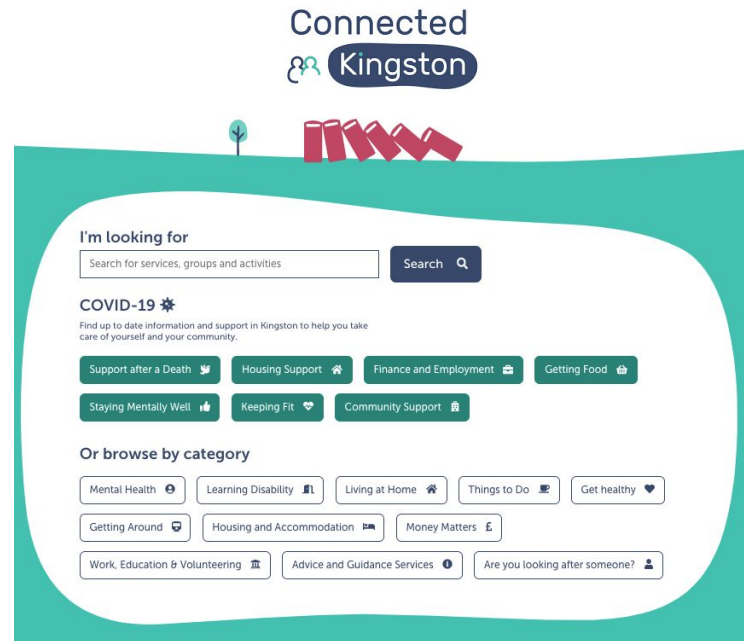 Connected
Kingston
I'm looking for
Search for services, groups and activities
Search
COVID-19
Find up to date information and support in Kingston to help you take
care of yourself and your community.
Support after a Death
Housing Support
Finance and Employment
Getting Food
Staying Mentally Well
Keeping Fit
Community Support
Or browse by category
Mental Health
Learning Disability
Living at Home
Things to Do
Get healthy
Getting Around
Housing and Accommodation
Money Matters £
Work, Education & Volunteering
Advice and Guidance Services
Are you looking after someone?